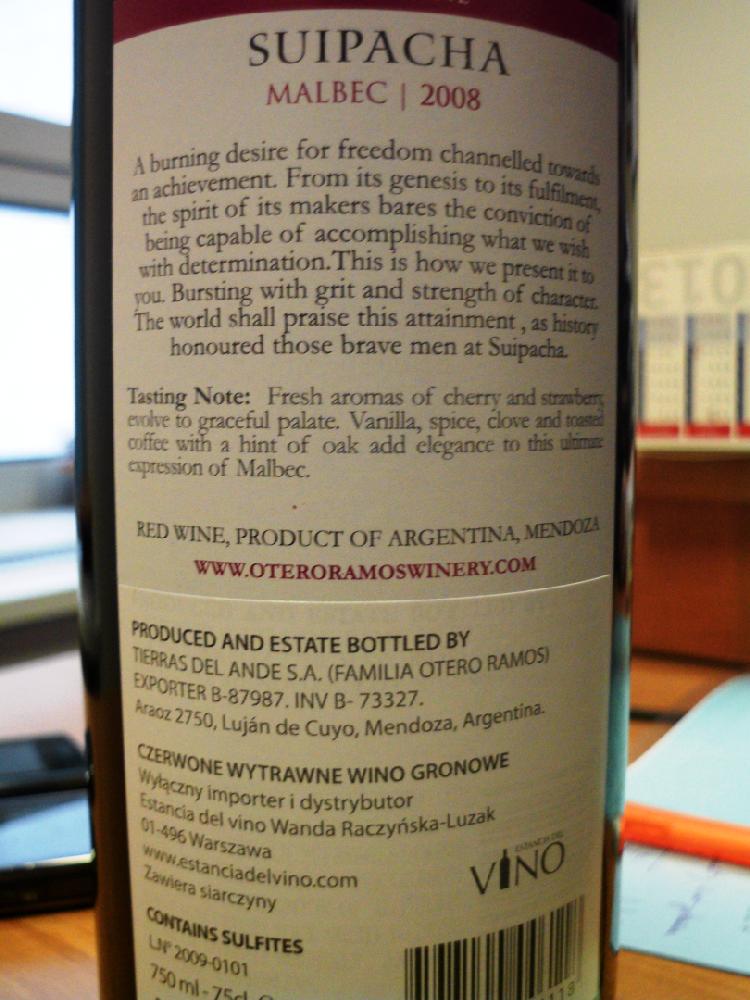 SUIPACHA
MALBEC | 2008
A burning desire for freedom channelled towards
an achievement. From its genesis to its fulfilment,
the spirit of its makers bares the conviction of
being capable of accomplishing what we wish
with determination.This is how we present it to
you. Bursting with grit and strength of character.
The world shall praise this attainment , as history
honoured those brave men at Suipacha.
Tasting Note: Fresh aromas of cherry and strawberry
evolve to graceful palate. Vanilla, spice, clove and toasted
coffee with a hint of oak add elegance to this ultimate
expression of Malbec.
RED WINE, PRODUCT OF ARGENTINA, MENDOZA
WWW.OTERORAMOSWINERY.COM
PRODUCED AND ESTATE BOTTLED BY
TIERRAS DEL ANDE S.A. (FAMILIA OTERO RAMOS)
EXPORTER B-87987. INV B- 73327.
Araoz 2750, Luján de Cuyo, Mendoza, Argentina.
CZERWONE WYTRAWNE WINO GRONOWE
Wyłączny importer i dystrybutor
Estancia del vino Wanda Raczyńska-Luzak
01-496 Warszawa
www.estanciadelvino.com
Zawiera siarczyny
ESTANCIA DEL
VINO
CONTAINS SULFITES
LN° 2009-0101
750 ml - 75cl